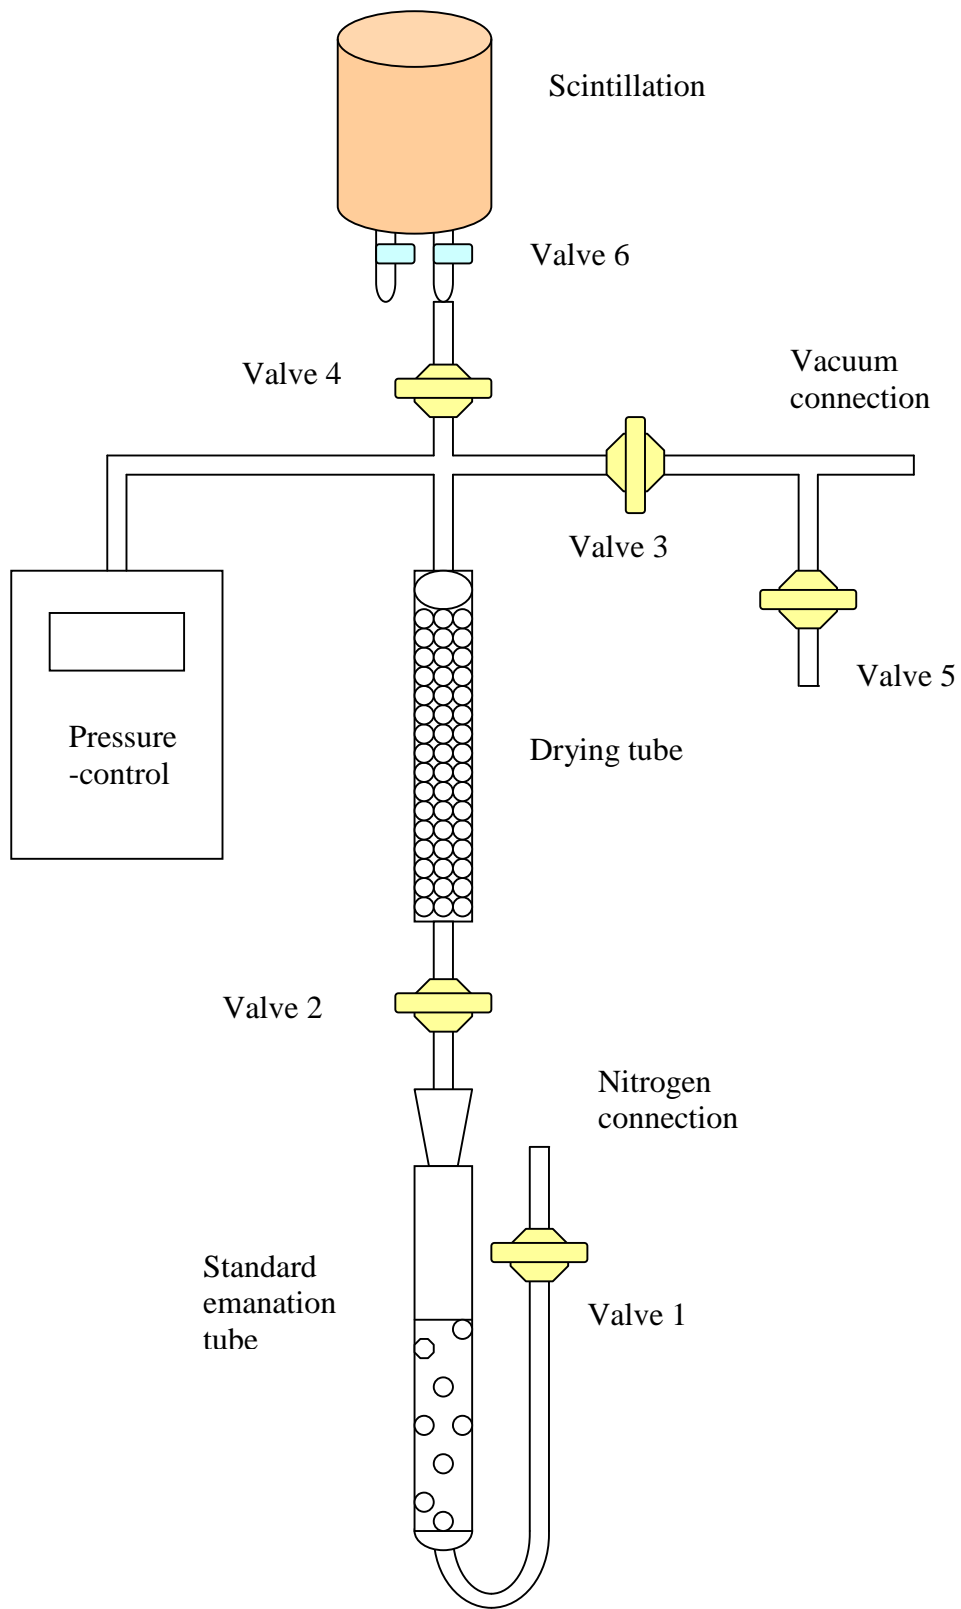 Scintillation
Valve 6
Valve 4
Vacuum
connection
Valve 3
Valve 5
Pressure
-control
Drying tube
Valve 2
Nitrogen
connection
Standard
emanation
tube
Valve 1